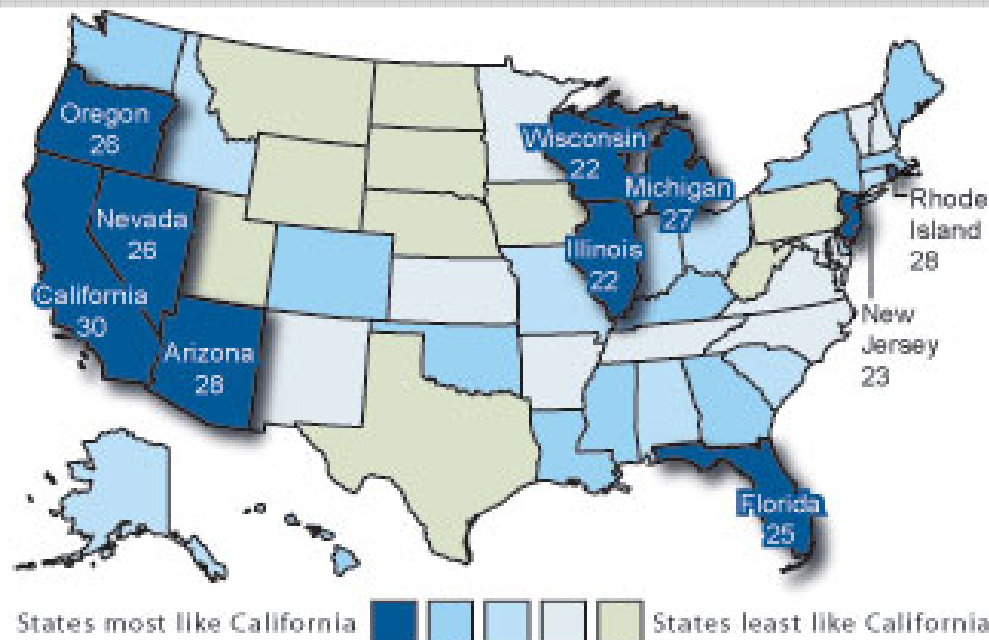 Oregon
26
Wisconsin
22
Michigan
27
Rhode
Island
28
Nevada
26
Illinois
22
California
30
New
Jersey
23
Arizona
28
Florida
25
States most like California
States least like California